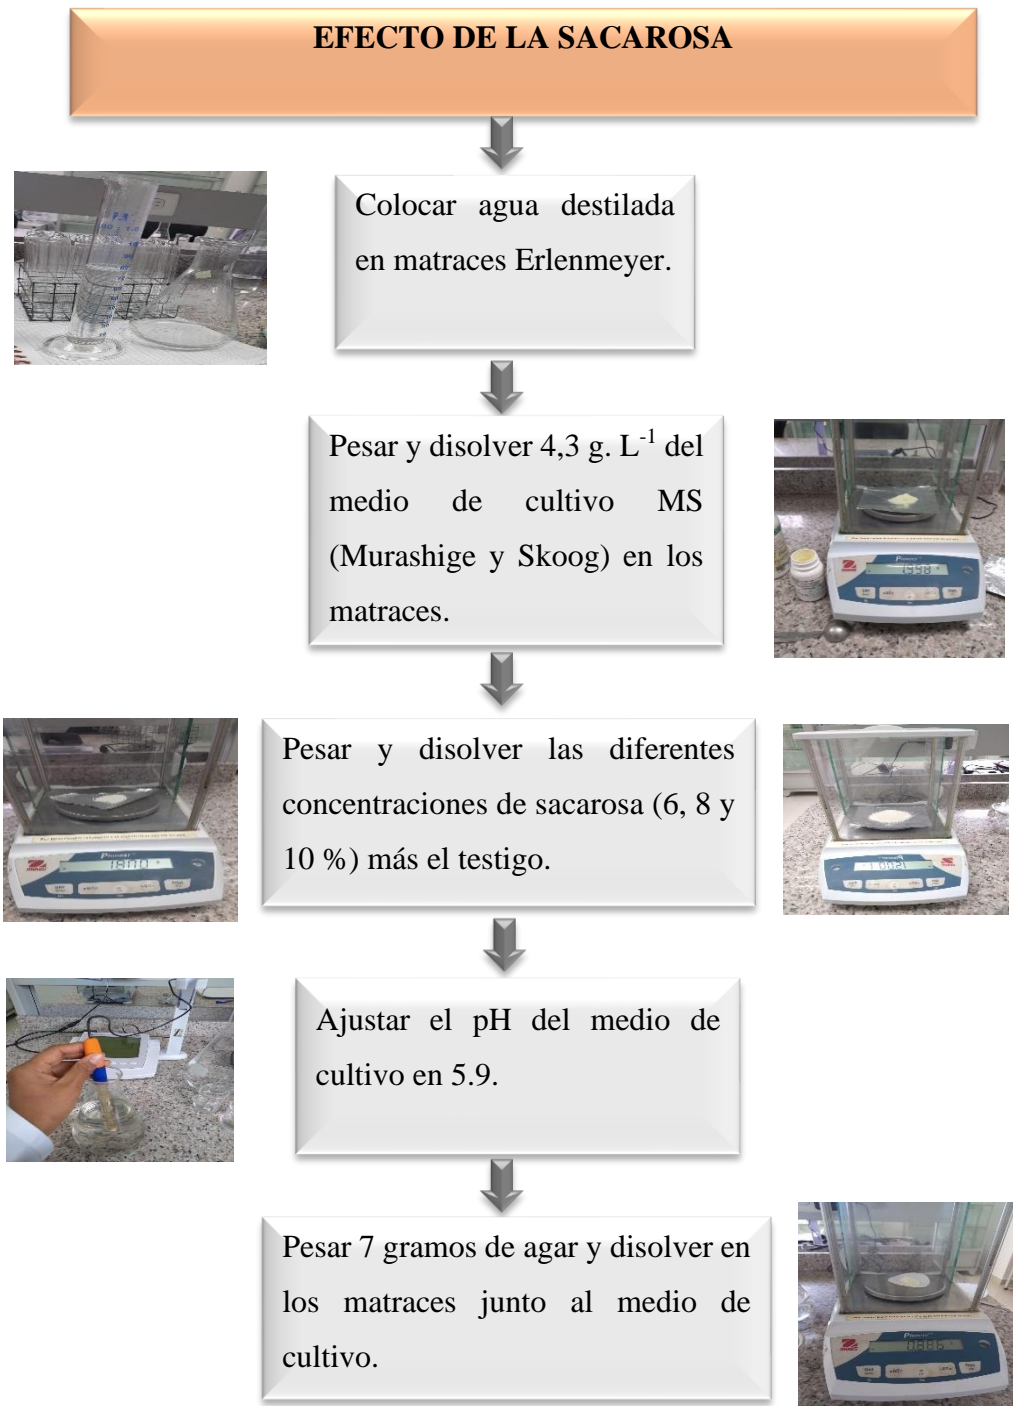 EFECTO DE LA SACAROSA
Colocar agua destilada
en matraces Erlenmeyer.
Pesar y disolver 4,3 g. L⁻¹ del
medio de cultivo MS
(Murashige y Skoog) en los
matraces.
Pesar y disolver las diferentes
concentraciones de sacarosa (6, 8 y
10 %) más el testigo.
Ajustar el pH del medio de
cultivo en 5.9.
Pesar 7 gramos de agar y disolver en
los matraces junto al medio de
cultivo.